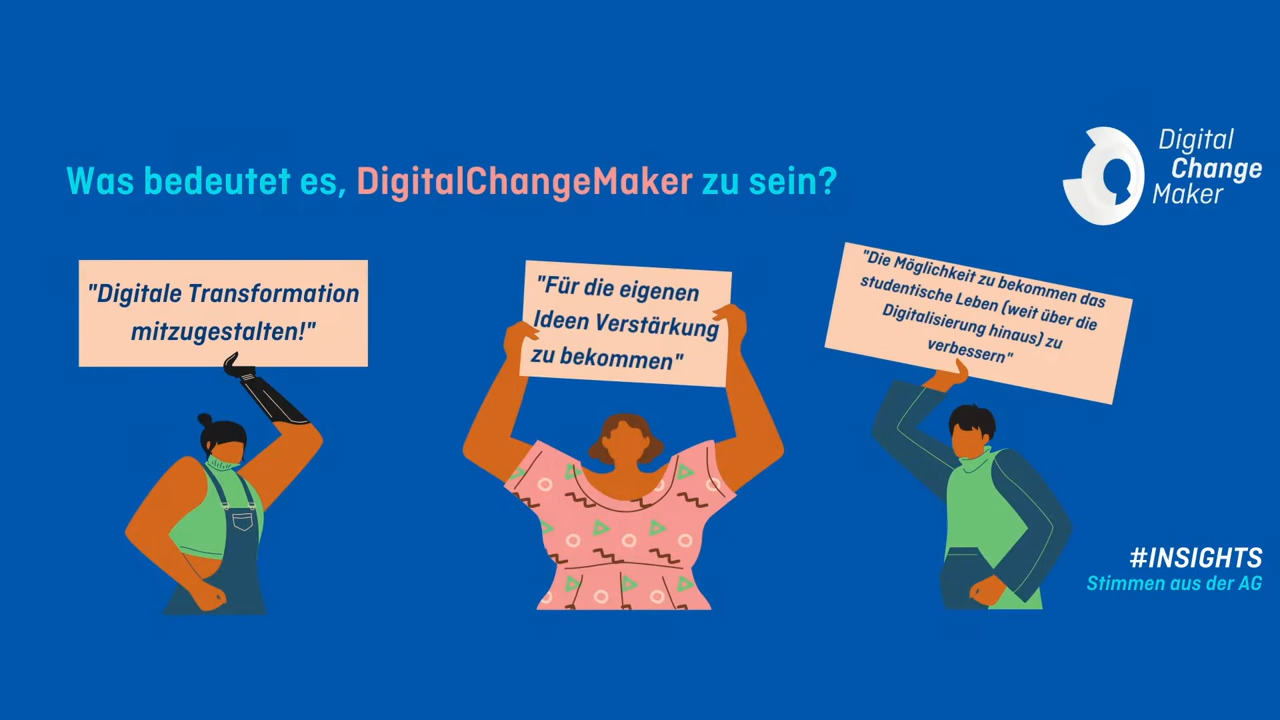 Was bedeutet es, DigitalChangeMaker zu sein?
Digital
Change
Maker
"Digitale Transformation
mitzugestalten!"
"Für die eigenen
Ideen Verstärkung
zu bekommen"
"Die Möglichkeit zu bekommen das
studentische Leben (weit über die
Digitalisierung hinaus) zu
verbessern"
#INSIGHTS
Stimmen aus der AG